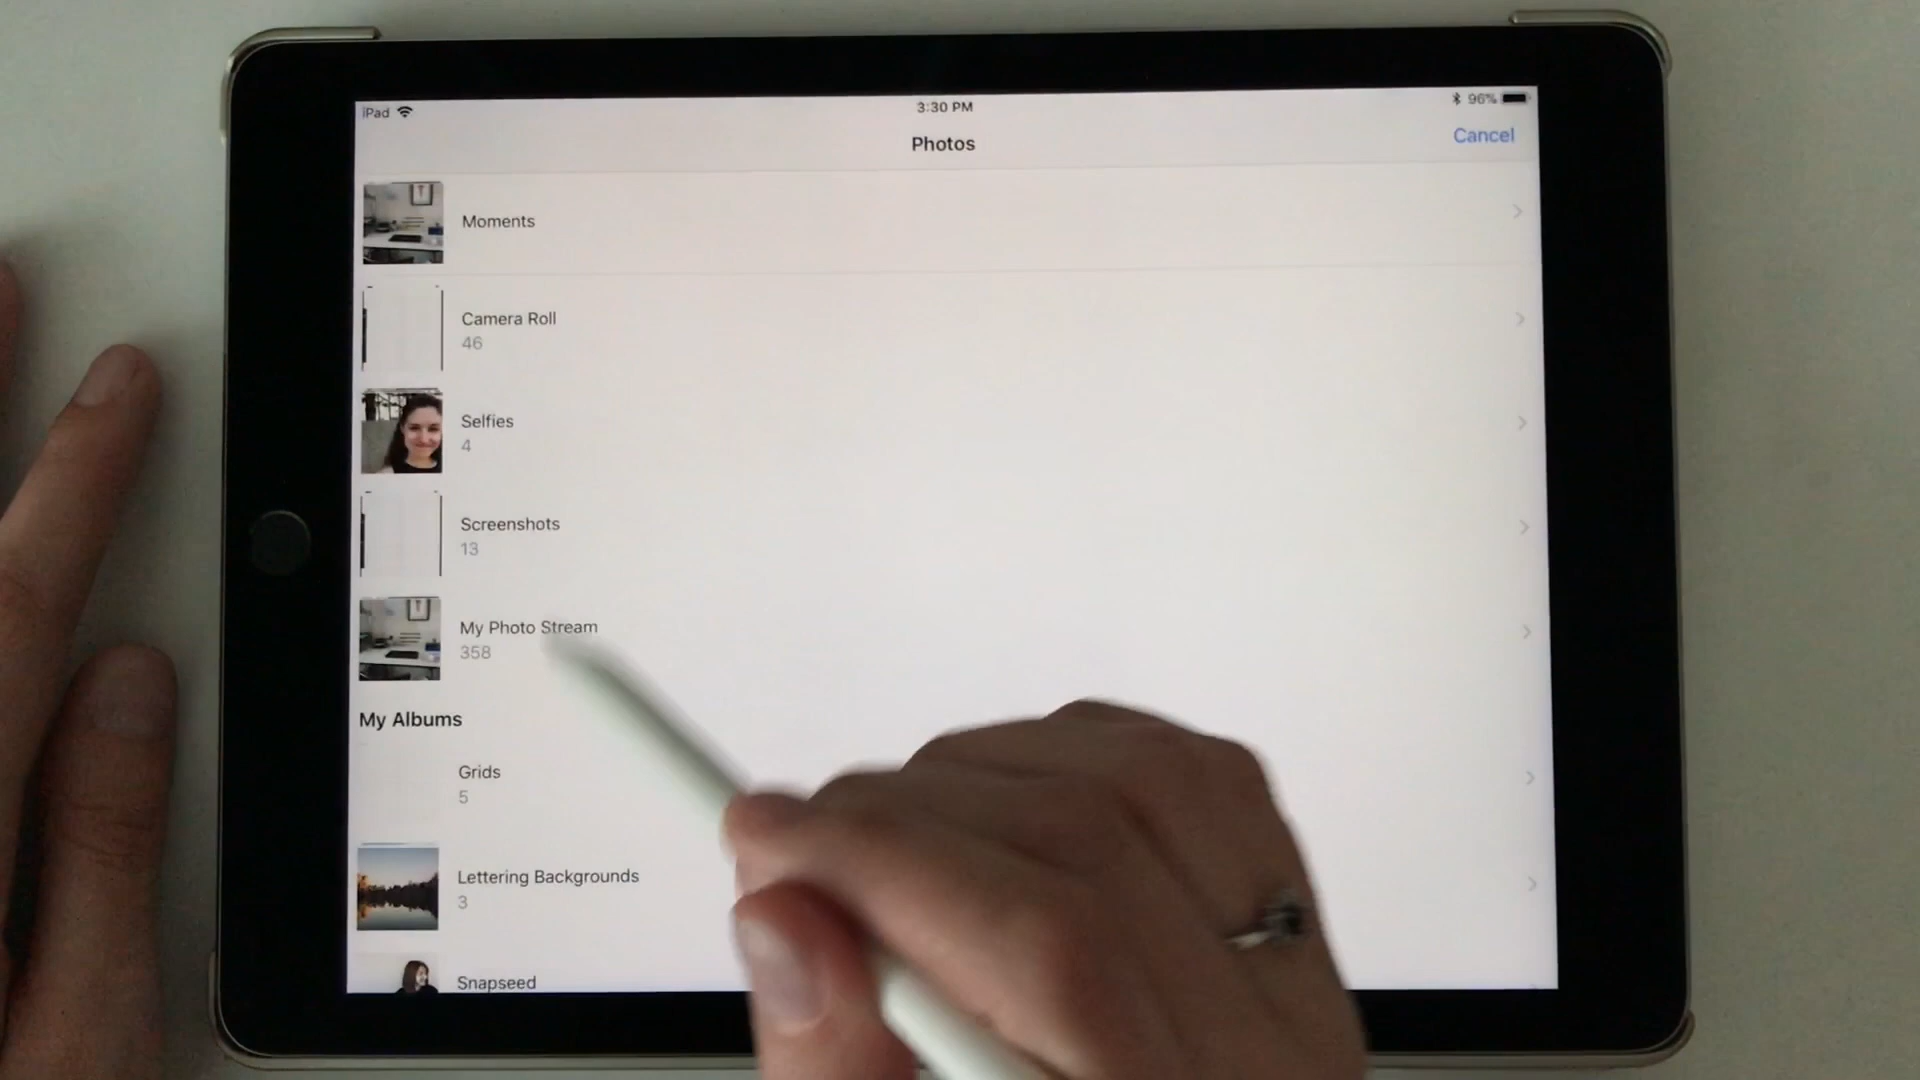 iPad
3:30 PM
96%
Photos
Cancel
Moments
Camera Roll
46
Selfies
4
Screenshots
13
My Photo Stream
358
My Albums
Grids
5
Lettering Backgrounds
3
Snapseed